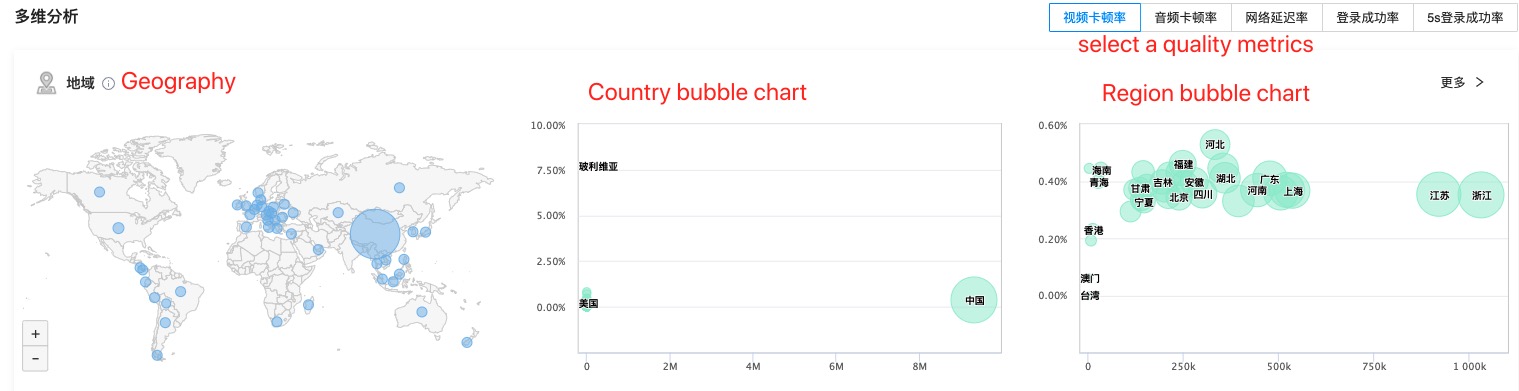 多维分析
视频卡顿率 音频卡顿率 网络延迟率 登录成功率 5s登录成功率
select a quality metrics
地域 Geography
更多
Country bubble chart
Region bubble chart
10.00%
7.50%
5.00%
2.50%
0.00%
玻利维亚
美国
中国
0 2M 4M 6M 8M
0.60%
0.40%
0.20%
0.00%
河北
海南
青海
福建
甘肃
吉林
安徽
湖北
广东
宁夏
北京
四川
河南
上海
江苏
浙江
香港
澳门
台湾
0 250k 500k 750k 1 000k
+
−